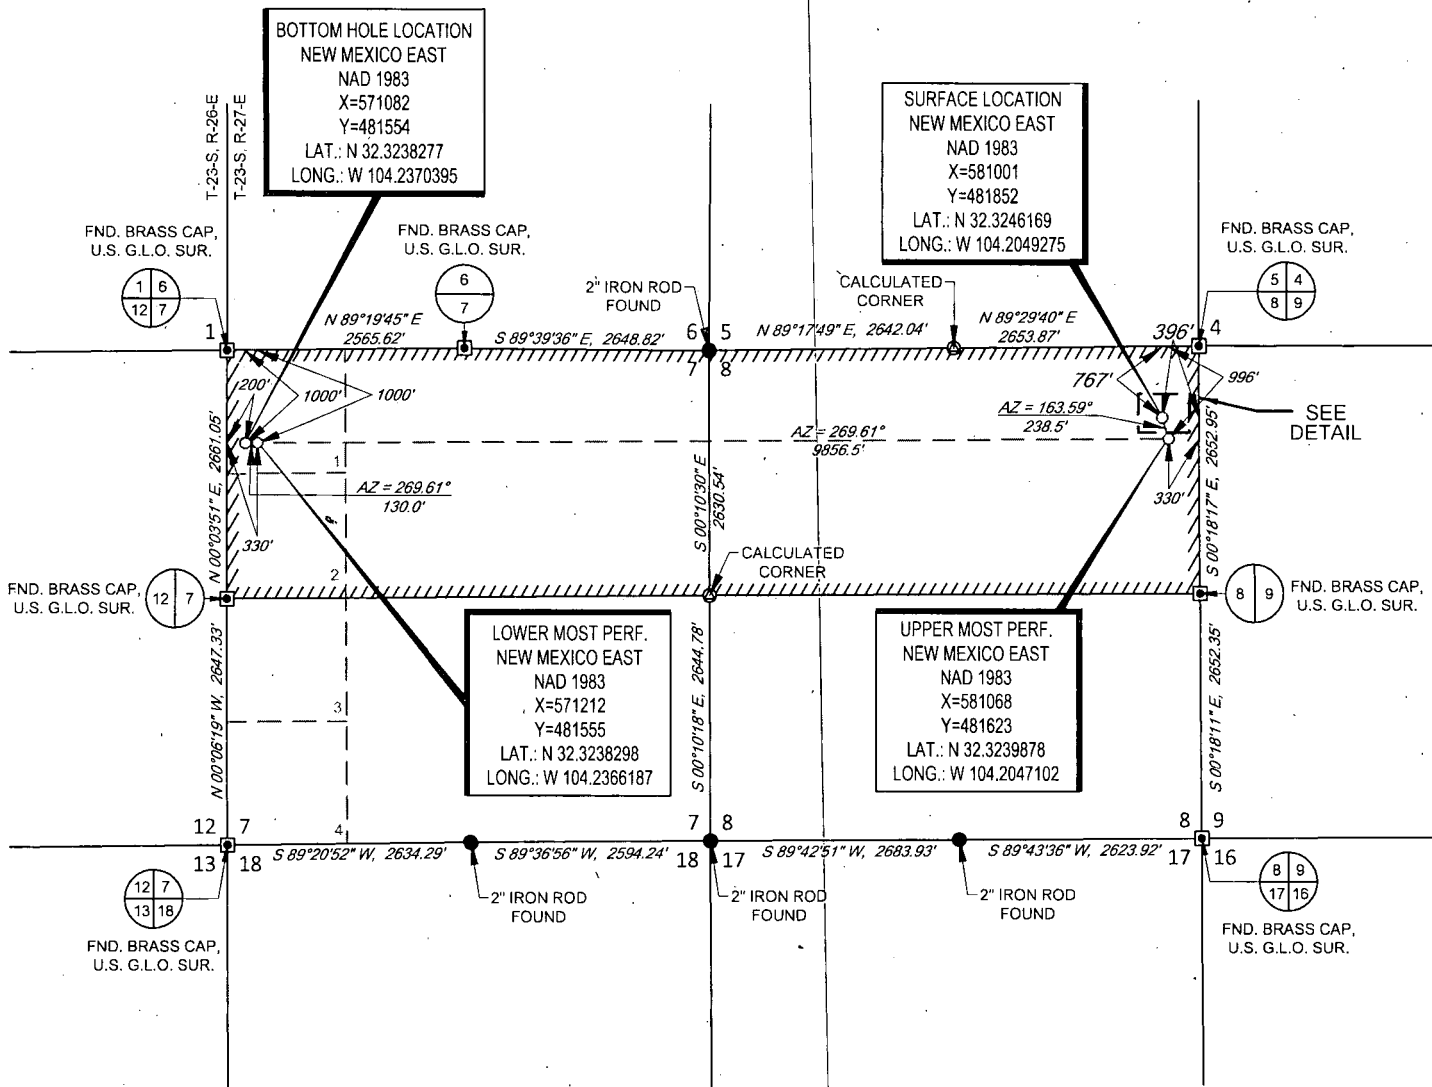 BOTTOM HOLE LOCATION
NEW MEXICO EAST
NAD 1983
X=571082
Y=481554
LAT.: N 32.3238277
LONG.: W 104.2370395
SURFACE LOCATION
NEW MEXICO EAST
NAD 1983
X=581001
Y=481852
LAT.: N 32.3246169
LONG.: W 104.2049275
T-23-S, R-26-E
T-23-S, R-27-E
FND. BRASS CAP,
U.S. G.L.O. SUR.
1 6
12 7
FND. BRASS CAP,
U.S. G.L.O. SUR.
6
7
2" IRON ROD
FOUND
CALCULATED
CORNER
FND. BRASS CAP,
U.S. G.L.O. SUR.
5 4
8 9
1
N 89°19'45" E
2565.62'
S 89°39'36" E, 2648.82'
6 5
7 8
N 89°17'49" E, 2642.04'
N 89°29'40" E
2653.87'
396'
4
200'
1000'
1000'
767'
996'
AZ = 163.59°
238.5'
SEE
DETAIL
AZ = 269.61°
9856.5'
1
AZ = 269.61°
130.0'
330'
330'
N 00°03'51" E, 2661.05'
S 00°10'30" E
2630.54'
S 00°18'17" E, 2652.95'
CALCULATED
CORNER
FND. BRASS CAP,
U.S. G.L.O. SUR.
12 7
2
8 9
FND. BRASS CAP,
U.S. G.L.O. SUR.
LOWER MOST PERF.
NEW MEXICO EAST
NAD 1983
X=571212
Y=481555
LAT.: N 32.3238298
LONG.: W 104.2366187
UPPER MOST PERF.
NEW MEXICO EAST
NAD 1983
X=581068
Y=481623
LAT.: N 32.3239878
LONG.: W 104.2047102
N 00°06'19" W, 2647.33'
S 00°10'18" E, 2644.78'
S 00°18'11" E, 2652.35'
3
4
12 7
13 18
S 89°20'52" W, 2634.29'
S 89°36'56" W, 2594.24'
7 8
18 17
S 89°42'51" W, 2683.93'
S 89°43'36" W, 2623.92'
8 9
17 16
12 7
13 18
FND. BRASS CAP,
U.S. G.L.O. SUR.
2" IRON ROD
FOUND
2" IRON ROD
FOUND
2" IRON ROD
FOUND
8 9
17 16
FND. BRASS CAP,
U.S. G.L.O. SUR.